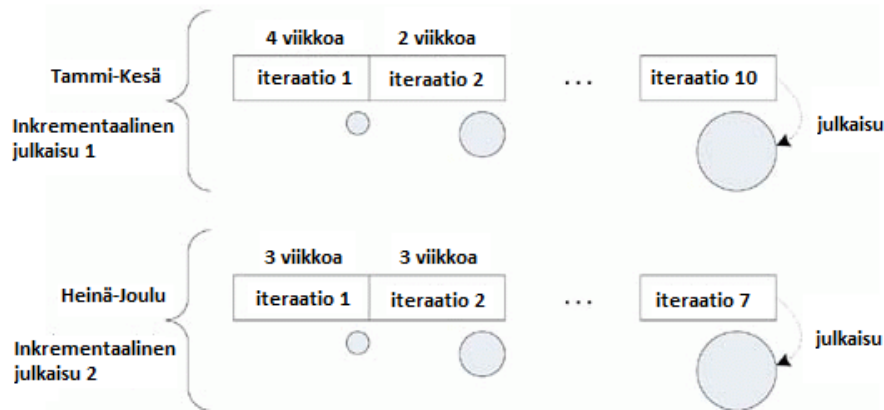 4 viikkoa
2 viikkoa
Tammi-Kesä
iteraatio 1
iteraatio 2
...
iteraatio 10
Inkrementaalinen
julkaisu 1
julkaisu
3 viikkoa
3 viikkoa
Heinä-Joulu
iteraatio 1
iteraatio 2
...
iteraatio 7
Inkrementaalinen
julkaisu 2
julkaisu